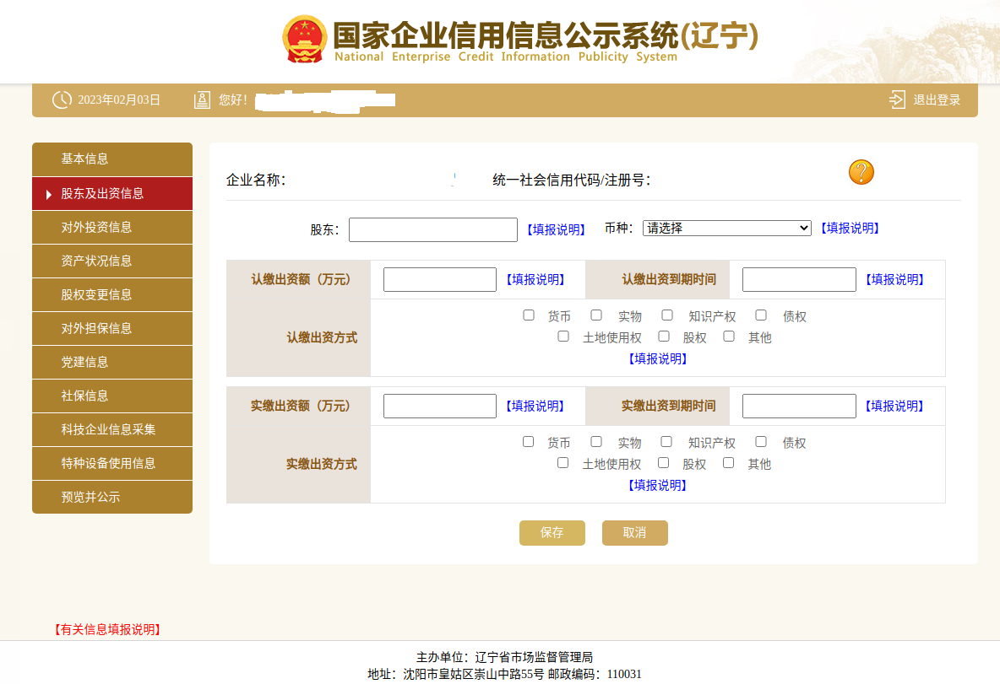 国家企业信用信息公示系统(辽宁)
National Enterprise Credit Information Publicity System
2023年02月03日 您好！ 退出登录
基本信息
股东及出资信息
对外投资信息
资产状况信息
股权变更信息
对外担保信息
党建信息
社保信息
科技企业信息采集
特种设备使用信息
预览并公示
企业名称： 统一社会信用代码/注册号：
股东： 【填报说明】 币种： 请选择 【填报说明】
认缴出资额（万元） 【填报说明】 认缴出资到期时间 【填报说明】
认缴出资方式
货币 实物 知识产权 债权
土地使用权 股权 其他
【填报说明】
实缴出资额（万元） 【填报说明】 实缴出资到期时间 【填报说明】
实缴出资方式
货币 实物 知识产权 债权
土地使用权 股权 其他
【填报说明】
保存 取消
【有关信息填报说明】
主办单位：辽宁省市场监督管理局
地址：沈阳市皇姑区崇山中路55号 邮政编码：110031